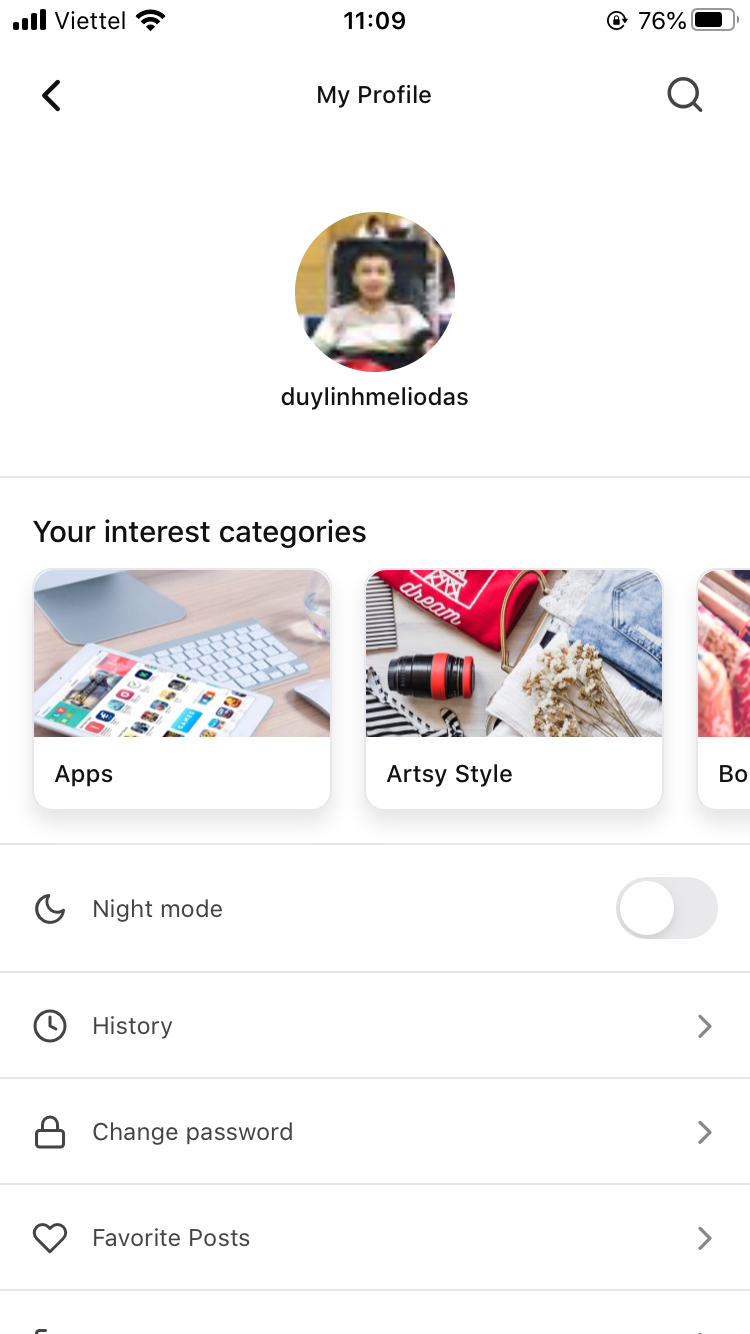 Viettel 11:09 76%
My Profile
duylinhmeliodas
Your interest categories
dream
Apps
Artsy Style
Bo
Night mode
History
Change password
Favorite Posts